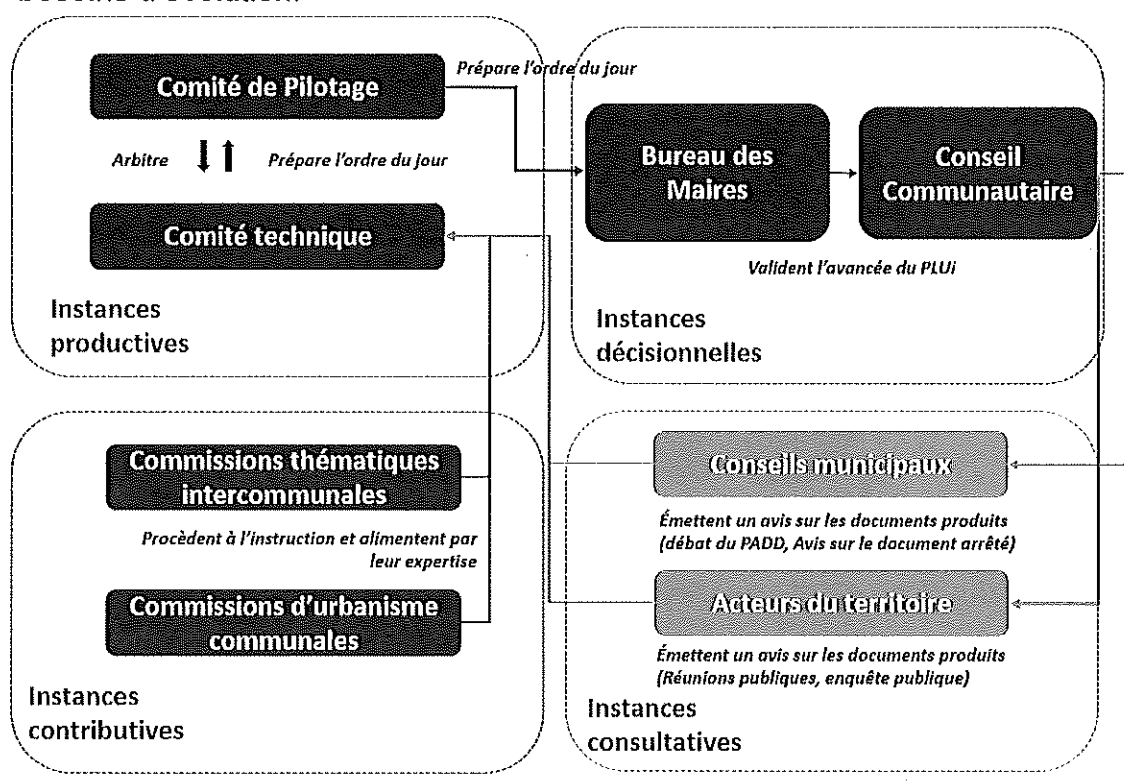 Comité de Pilotage
Prépare l'ordre du jour
Arbitre
Prépare l'ordre du jour
Comité technique
Instances
productives
Bureau des
Maires
Conseil
Communautaire
Valident l'avancée du PLUi
Instances
décisionnelles
Commissions thématiques
intercommunales
Procèdent à l'instruction et alimentent par
leur expertise
Commissions d'urbanisme
communales
Instances
contributives
Conseils municipaux
Émettent un avis sur les documents produits
(débat du PADD, Avis sur le document arrêté)
Acteurs du territoire
Émettent un avis sur les documents produits
(Réunions publiques, enquête publique)
Instances
consultatives